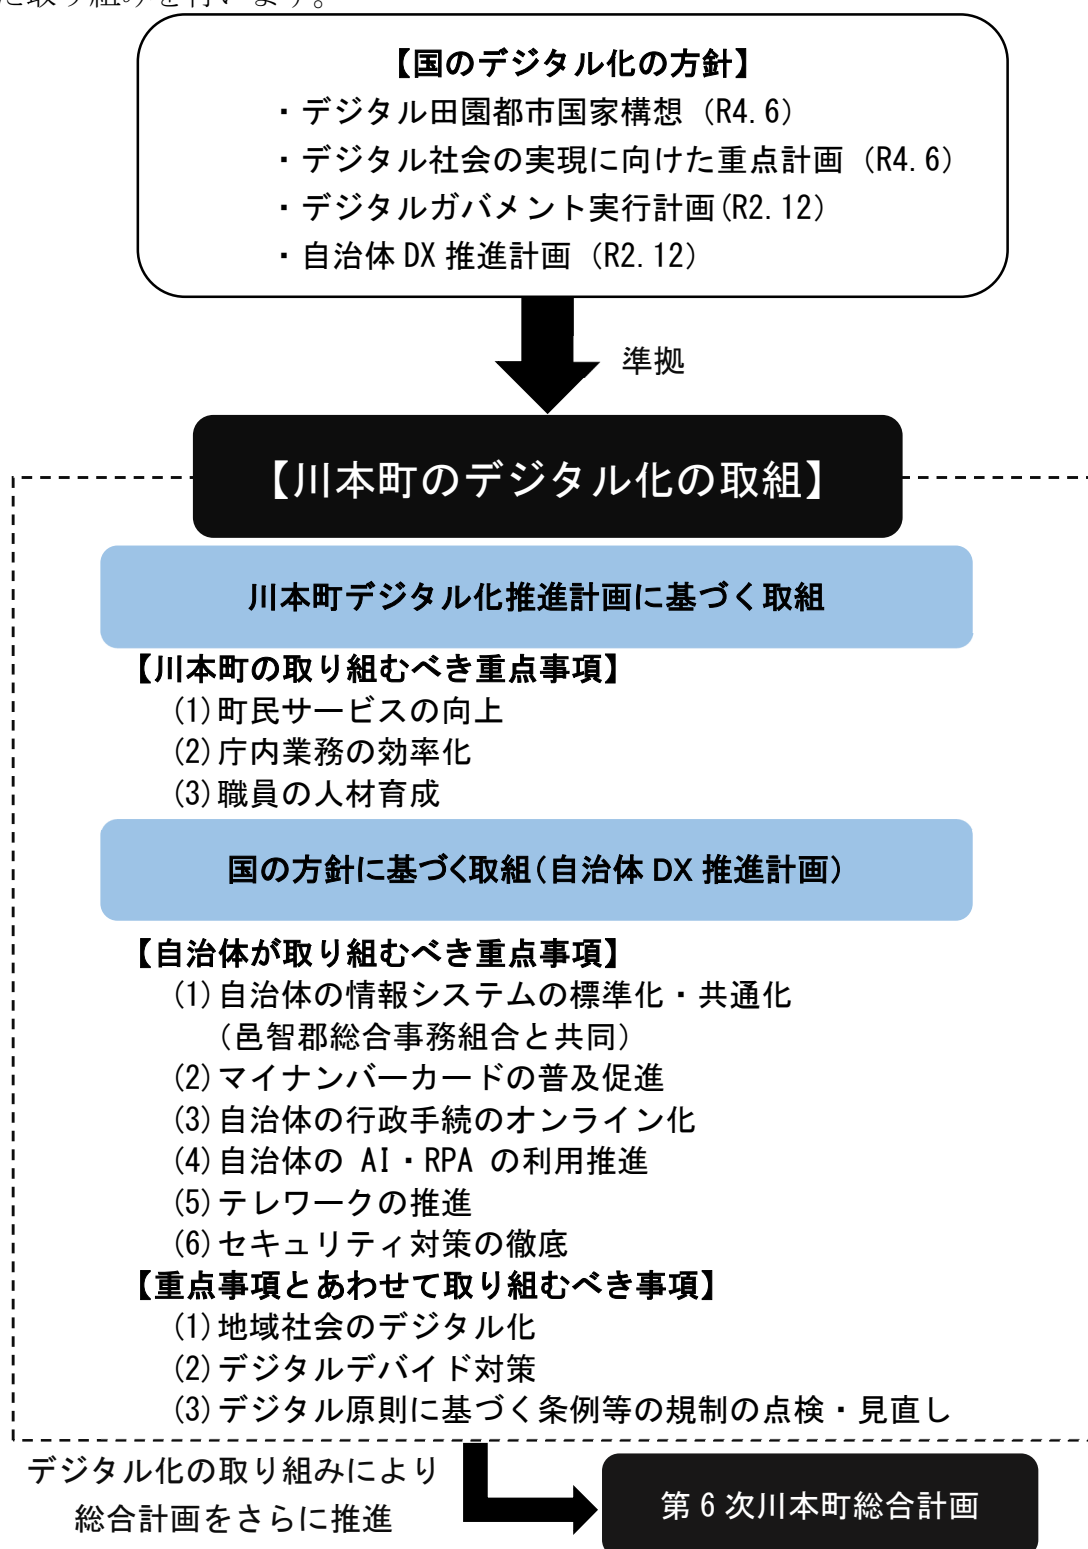 に取り組みを行います。
【国のデジタル化の方針】
・デジタル田園都市国家構想（R4.6）
・デジタル社会の実現に向けた重点計画（R4.6）
・デジタルガバメント実行計画(R2.12)
・自治体 DX 推進計画（R2.12）
準拠
【川本町のデジタル化の取組】
川本町デジタル化推進計画に基づく取組
【川本町の取り組むべき重点事項】
(1)町民サービスの向上
(2)庁内業務の効率化
(3)職員の人材育成
国の方針に基づく取組（自治体 DX 推進計画）
【自治体が取り組むべき重点事項】
(1)自治体の情報システムの標準化・共通化
（邑智郡総合事務組合と共同）
(2)マイナンバーカードの普及促進
(3)自治体の行政手続のオンライン化
(4)自治体の AI・RPA の利用推進
(5)テレワークの推進
(6)セキュリティ対策の徹底
【重点事項とあわせて取り組むべき事項】
(1)地域社会のデジタル化
(2)デジタルデバイド対策
(3)デジタル原則に基づく条例等の規制の点検・見直し
デジタル化の取り組みにより
総合計画をさらに推進
第 6 次川本町総合計画